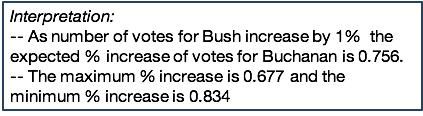 Interpretation:
-- As number of votes for Bush increase by 1% the
expected % increase of votes for Buchanan is 0.756.
-- The maximum % increase is 0.677 and the
minimum % increase is 0.834